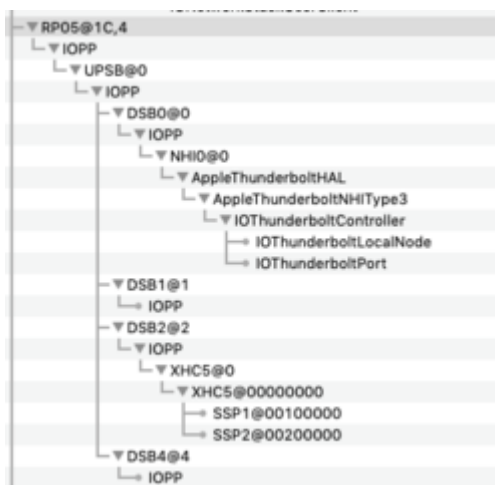 RP05@1C,4
IOPP
UPSB@0
IOPP
DSB0@0
IOPP
NHI0@0
AppleThunderboltHAL
AppleThunderboltNHIType3
IOThunderboltController
IOThunderboltLocalNode
IOThunderboltPort
DSB1@1
IOPP
DSB2@2
IOPP
XHC5@0
XHC5@00000000
SSP1@00100000
SSP2@00200000
DSB4@4
IOPP